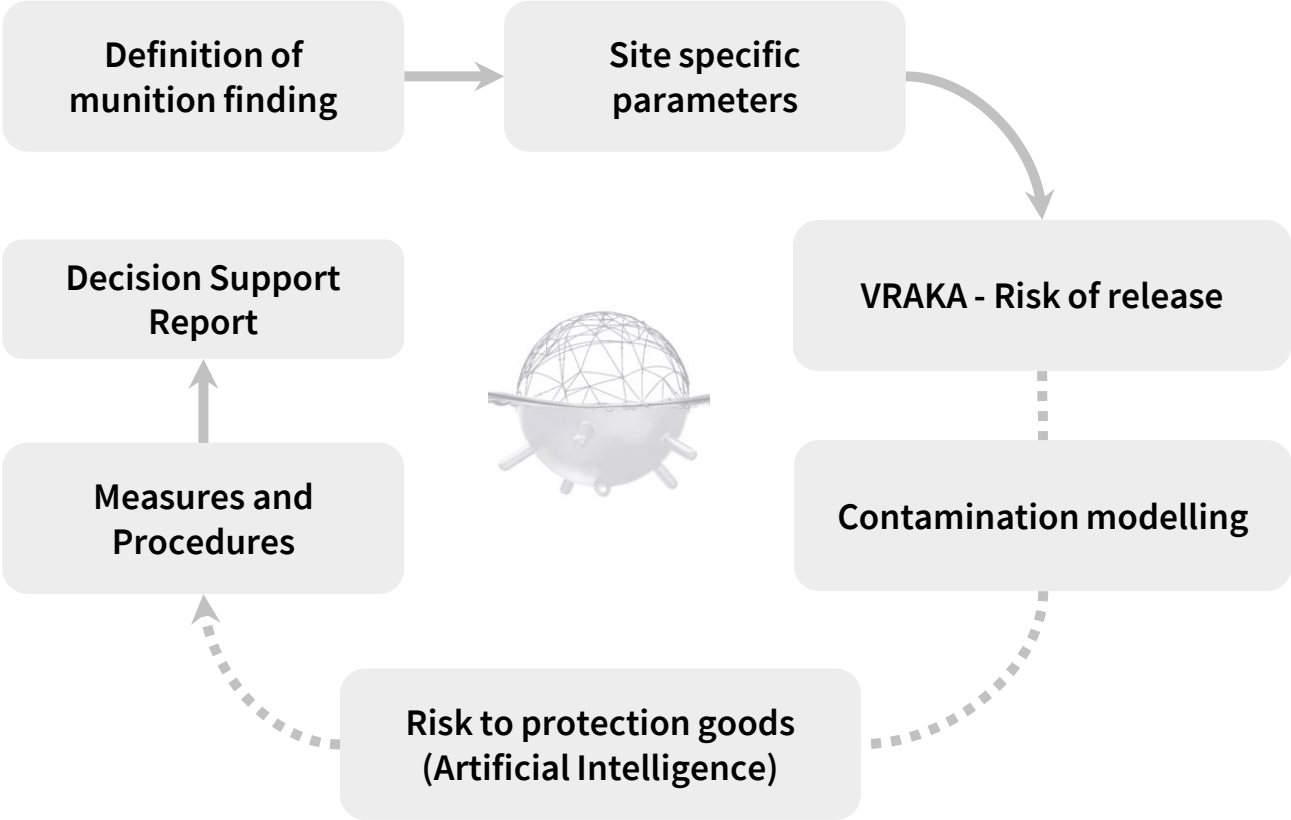 Definition of
munition finding
Site specific
parameters
VRAKA - Risk of release
Contamination modelling
Risk to protection goods
(Artificial Intelligence)
Measures and
Procedures
Decision Support
Report